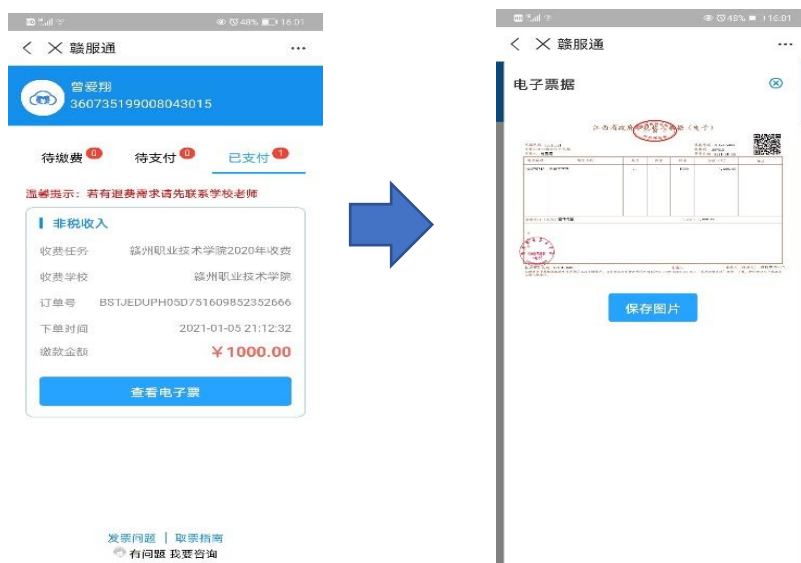 48% 16:01
赣服通
曾爱翔
360735199008043015
待缴费 0 待支付 0 已支付 1
温馨提示：若有退费需求请先联系学校老师
非税收入
收费任务 赣州职业技术学院2020年收费
收费学校 赣州职业技术学院
订单号 BSTJEDUPH05D751609852352666
下单时间 2021-01-05 21:12:32
缴款金额 ￥1000.00
查看电子票
发票问题 | 取票指南
有问题 我要咨询
48% 16:01
赣服通
电子票据
江西省政府 （电子）
保存图片